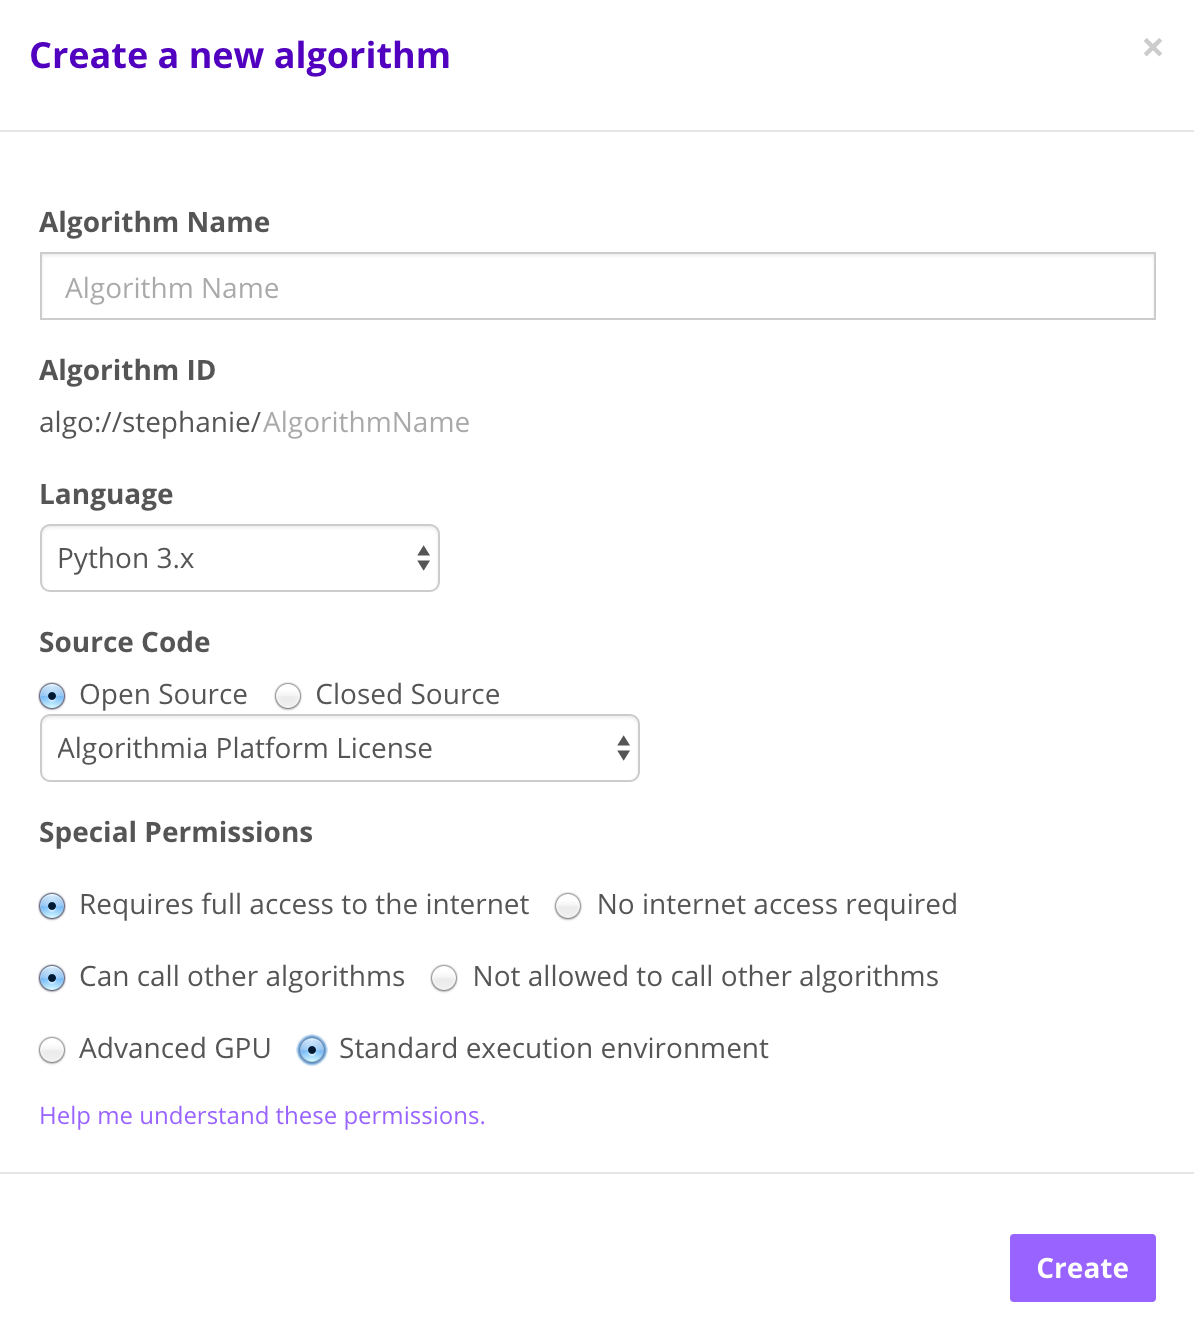 Create a new algorithm ×
Algorithm Name
Algorithm Name
Algorithm ID
algo://stephanie/AlgorithmName
Language
Python 3.x
Source Code
Open Source Closed Source
Algorithmia Platform License
Special Permissions
Requires full access to the internet No internet access required
Can call other algorithms Not allowed to call other algorithms
Advanced GPU Standard execution environment
Help me understand these permissions.
Create